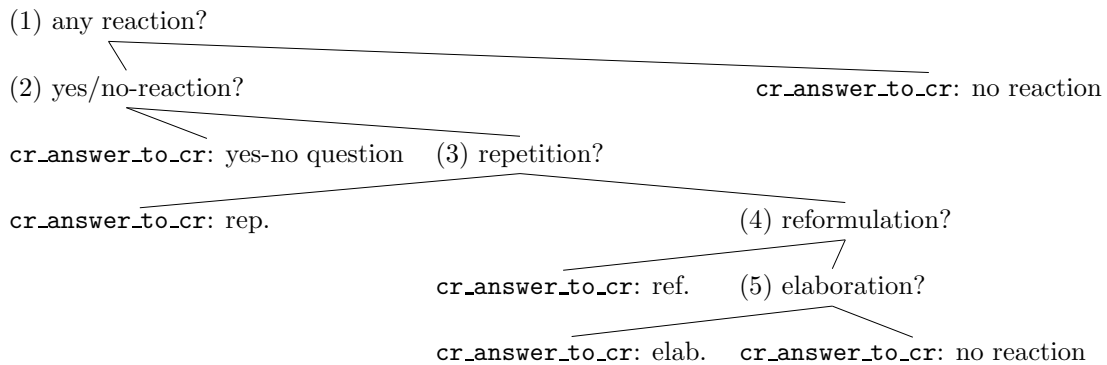 (1) any reaction?
(2) yes/no-reaction?
cr_answer_to_cr: no reaction
cr_answer_to_cr: yes-no question
(3) repetition?
cr_answer_to_cr: rep.
(4) reformulation?
cr_answer_to_cr: ref.
(5) elaboration?
cr_answer_to_cr: elab.
cr_answer_to_cr: no reaction